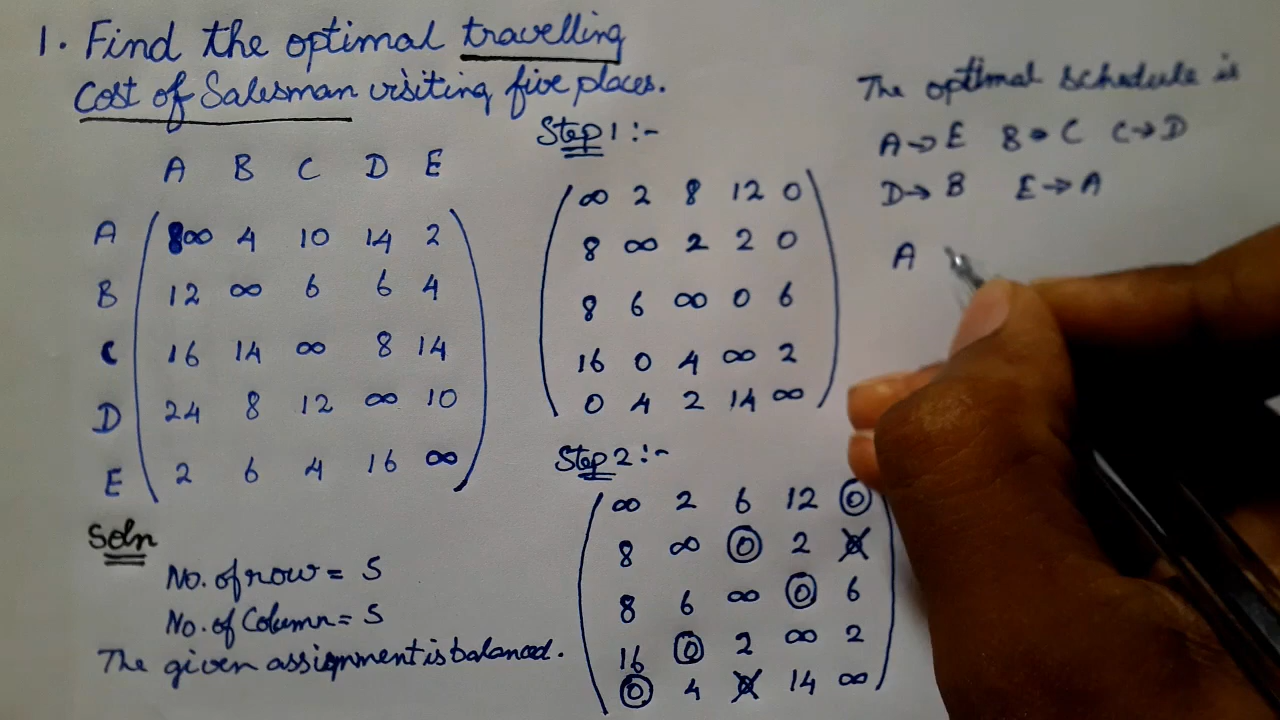 1. Find the optimal travelling
Cost of Salesman visiting five places.
A B C D E
A ∞ 4 10 14 2
B 12 ∞ 6 6 4
C 16 14 ∞ 8 14
D 24 8 12 ∞ 10
E 2 6 4 16 ∞
Soln
No. of row = 5
No. of Column = 5
The given assignment is balanced.
Step 1 :-
∞ 2 8 12 0
8 ∞ 2 2 0
8 6 ∞ 0 6
16 0 4 ∞ 2
0 4 2 14 ∞
Step 2 :-
∞ 2 6 12 0
8 ∞ 0 2 0
8 6 ∞ 0 6
16 0 2 ∞ 2
0 4 0 14 ∞
The optimal schedule is
A → E B → C C → D
D → B E → A
A